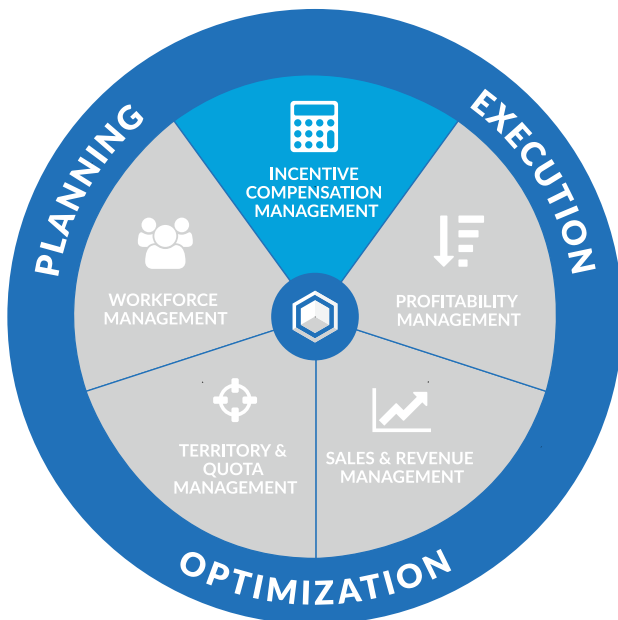 PLANNING
EXECUTION
INCENTIVE
COMPENSATION
MANAGEMENT
WORKFORCE
MANAGEMENT
PROFITABILITY
MANAGEMENT
TERRITORY &
QUOTA
MANAGEMENT
SALES & REVENUE
MANAGEMENT
OPTIMIZATION